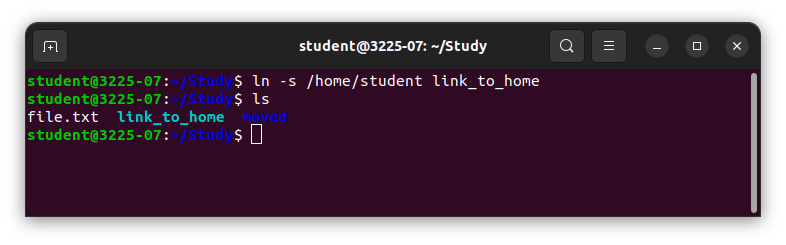 student@3225-07: ~/Study
student@3225-07:~/Study$ ln -s /home/student link_to_home
student@3225-07:~/Study$ ls
file.txt  link_to_home  moved
student@3225-07:~/Study$